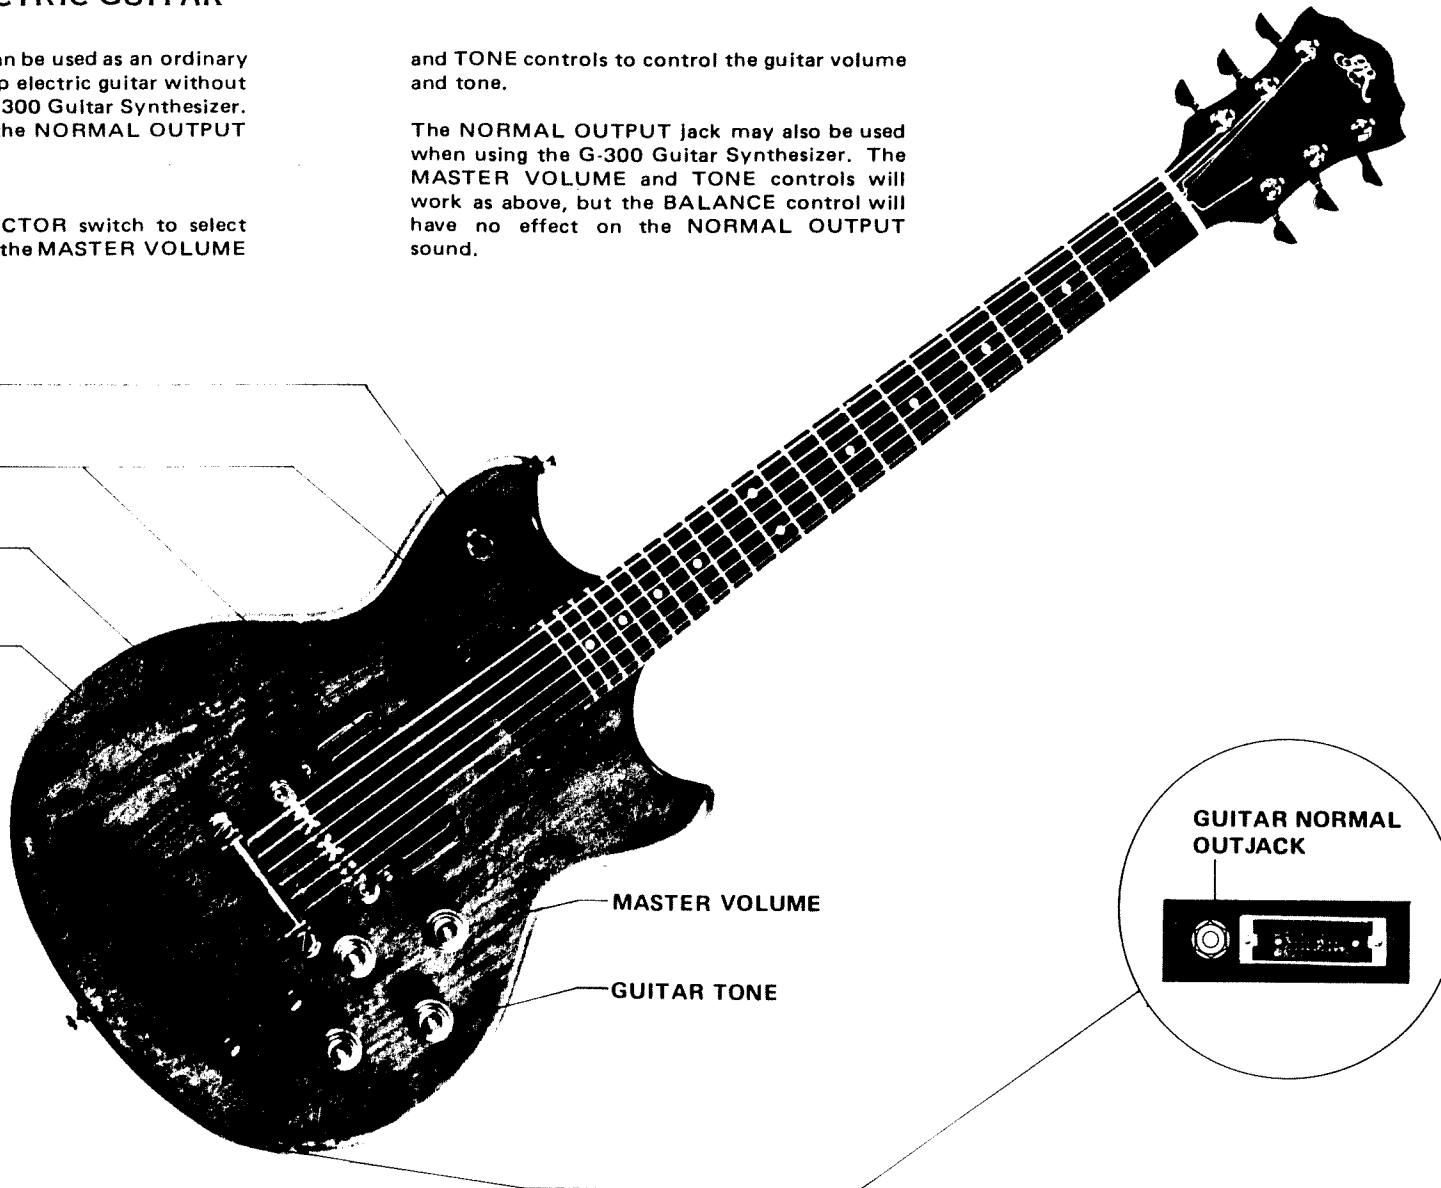 GUITAR
an be used as an ordinary
p electric guitar without
300 Guitar Synthesizer.
he NORMAL OUTPUT
CTOR switch to select
the MASTER VOLUME
and TONE controls to control the guitar volume
and tone.
The NORMAL OUTPUT jack may also be used
when using the G-300 Guitar Synthesizer. The
MASTER VOLUME and TONE controls will
work as above, but the BALANCE control will
have no effect on the NORMAL OUTPUT
sound.
GUITAR NORMAL
OUTJACK
MASTER VOLUME
GUITAR TONE